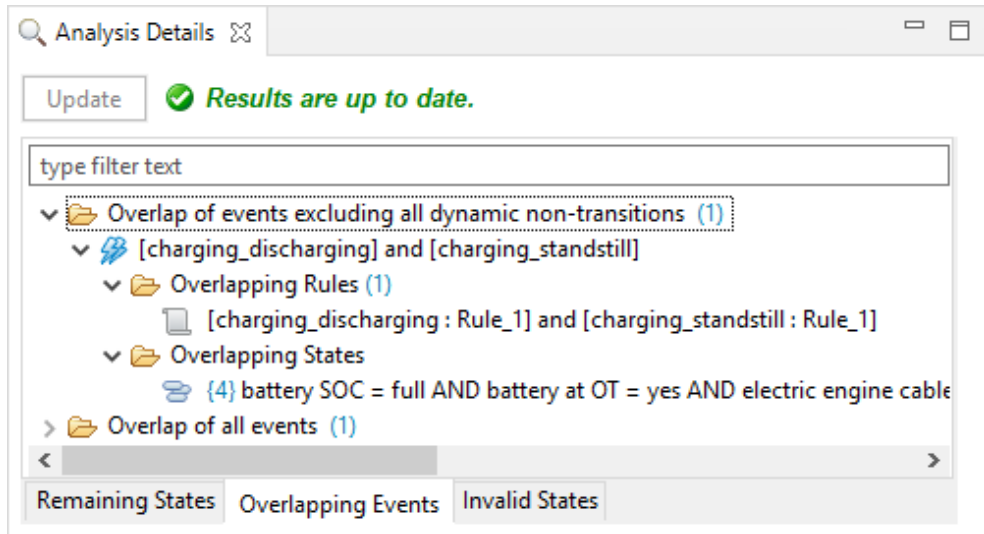 Analysis Details
Update Results are up to date.
type filter text
Overlap of events excluding all dynamic non-transitions (1)
[charging_discharging] and [charging_standstill]
Overlapping Rules (1)
[charging_discharging : Rule_1] and [charging_standstill : Rule_1]
Overlapping States
{4} battery SOC = full AND battery at OT = yes AND electric engine cable
Overlap of all events (1)
Remaining States Overlapping Events Invalid States